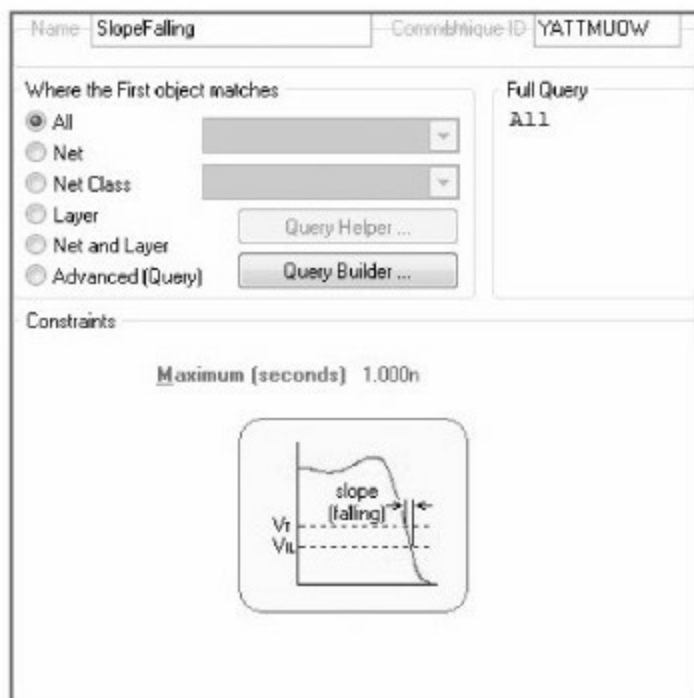 Name SlopeFalling Comment Unique ID YATTMUOW
Where the First object matches
Full Query
All
All
Net
Net Class
Layer
Query Helper ...
Net and Layer
Advanced (Query)
Query Builder ...
Constraints
Maximum (seconds) 1.000n
slope
(falling)
VT
VIL